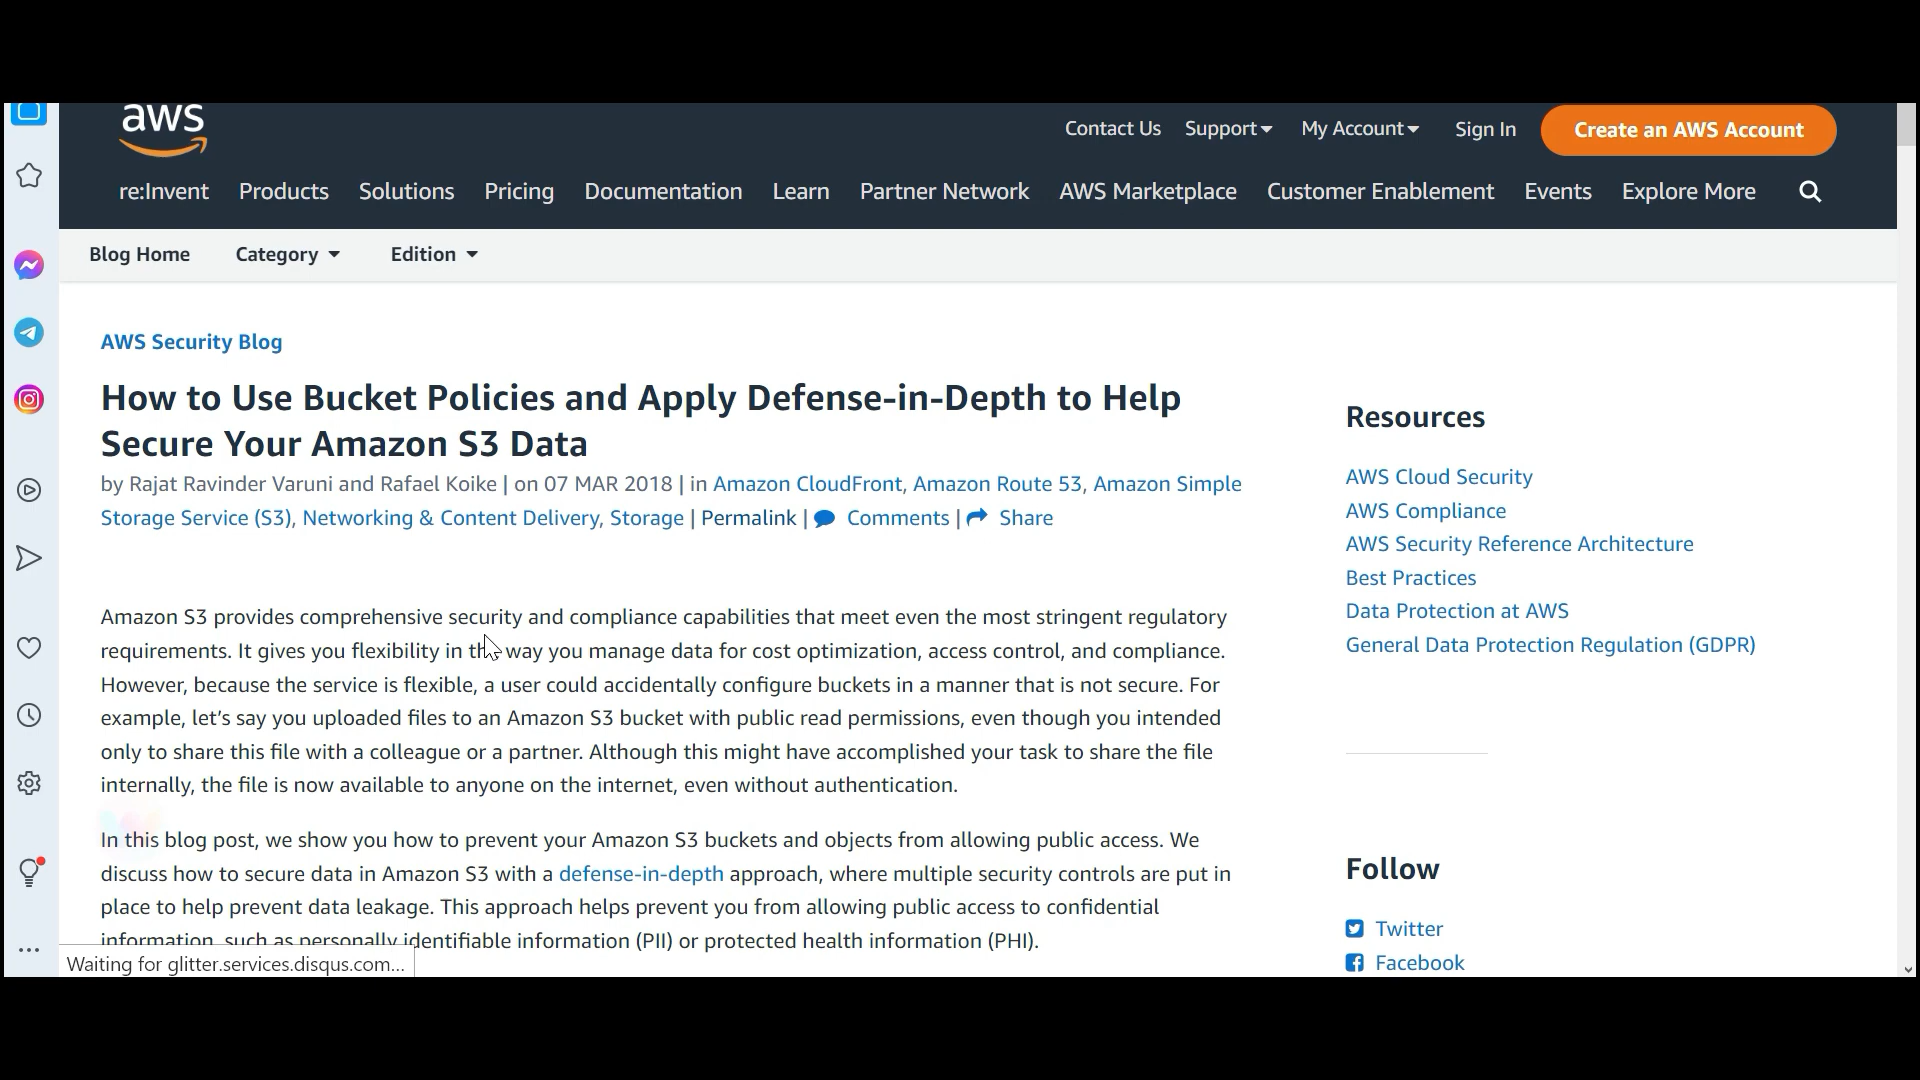 aws
Contact Us Support My Account Sign In Create an AWS Account
re:Invent Products Solutions Pricing Documentation Learn Partner Network AWS Marketplace Customer Enablement Events Explore More
Blog Home Category Edition
AWS Security Blog
How to Use Bucket Policies and Apply Defense-in-Depth to Help
Secure Your Amazon S3 Data
by Rajat Ravinder Varuni and Rafael Koike | on 07 MAR 2018 | in Amazon CloudFront, Amazon Route 53, Amazon Simple
Storage Service (S3), Networking & Content Delivery, Storage | Permalink | Comments | Share
Amazon S3 provides comprehensive security and compliance capabilities that meet even the most stringent regulatory
requirements. It gives you flexibility in the way you manage data for cost optimization, access control, and compliance.
However, because the service is flexible, a user could accidentally configure buckets in a manner that is not secure. For
example, let’s say you uploaded files to an Amazon S3 bucket with public read permissions, even though you intended
only to share this file with a colleague or a partner. Although this might have accomplished your task to share the file
internally, the file is now available to anyone on the internet, even without authentication.
In this blog post, we show you how to prevent your Amazon S3 buckets and objects from allowing public access. We
discuss how to secure data in Amazon S3 with a defense-in-depth approach, where multiple security controls are put in
place to help prevent data leakage. This approach helps prevent you from allowing public access to confidential
information, such as personally identifiable information (PII) or protected health information (PHI).
Waiting for glitter.services.disqus.com...
Resources
AWS Cloud Security
AWS Compliance
AWS Security Reference Architecture
Best Practices
Data Protection at AWS
General Data Protection Regulation (GDPR)
Follow
Twitter
Facebook